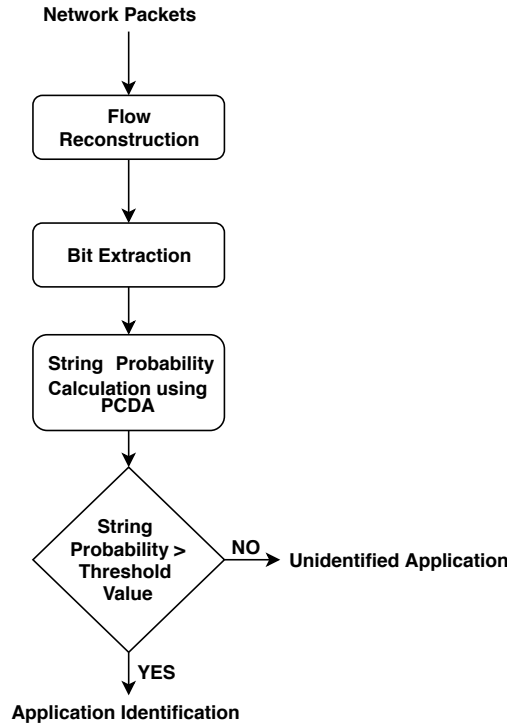 Network Packets
Flow
Reconstruction
Bit Extraction
String Probability
Calculation using
PCDA
String
Probability >
Threshold
Value
NO
Unidentified Application
YES
Application Identification